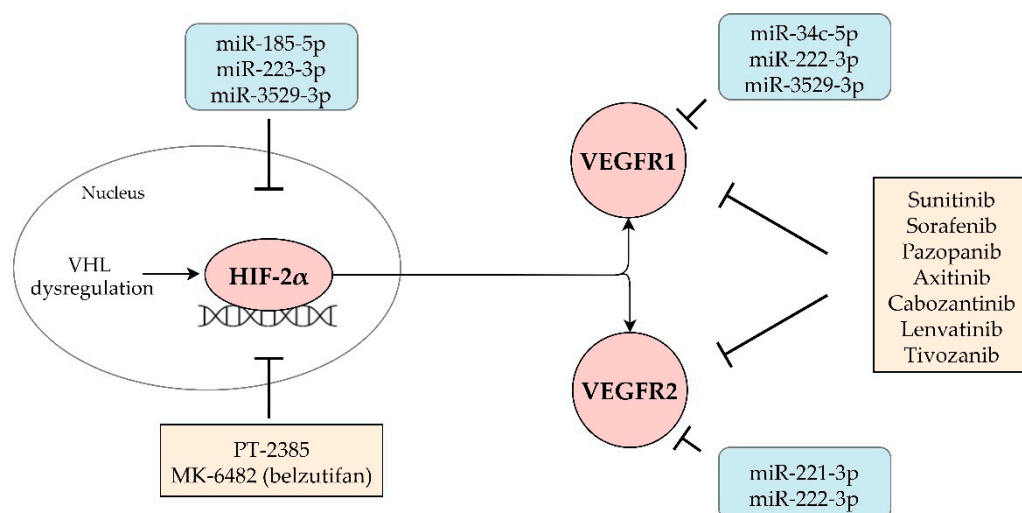 miR-185-5p
miR-223-3p
miR-3529-3p
miR-34c-5p
miR-222-3p
miR-3529-3p
Nucleus
VHL
dysregulation
HIF-2α
VEGFR1
VEGFR2
Sunitinib
Sorafenib
Pazopanib
Axitinib
Cabozantinib
Lenvatinib
Tivozanib
PT-2385
MK-6482 (belzutifan)
miR-221-3p
miR-222-3p